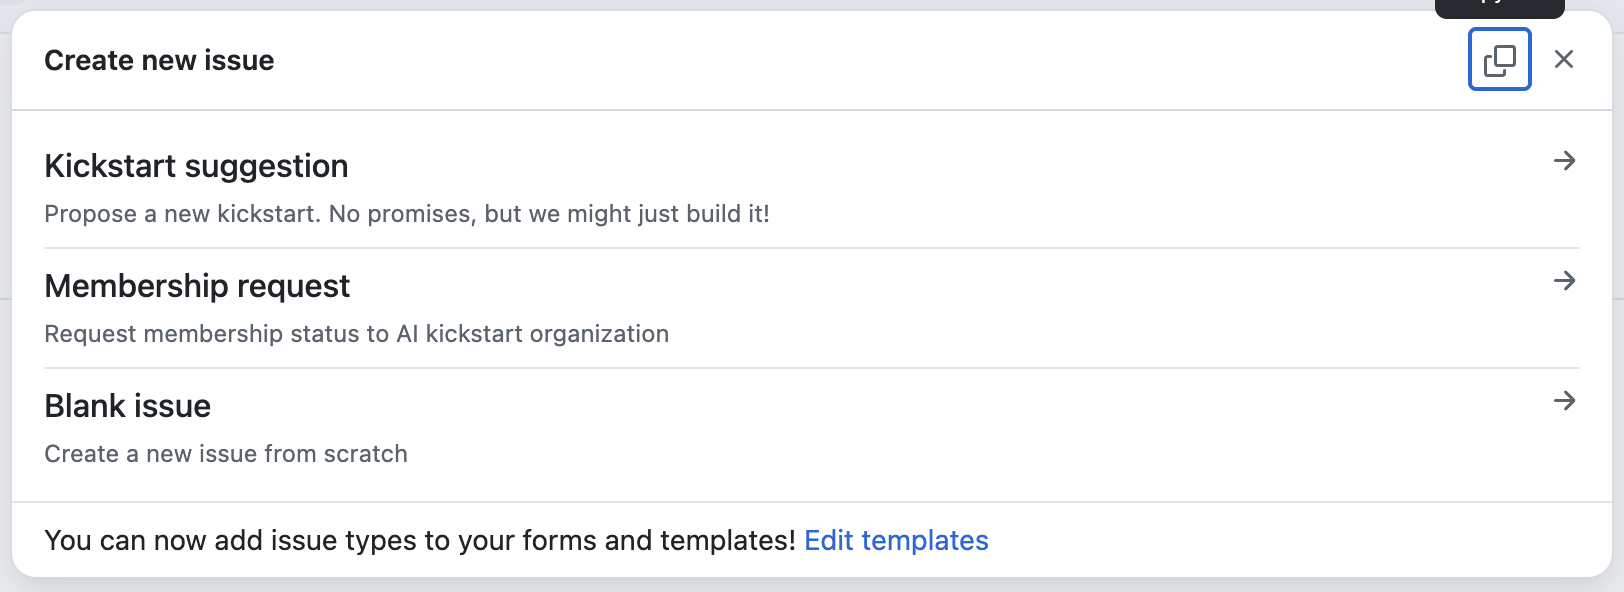 Create new issue
Kickstart suggestion
Propose a new kickstart. No promises, but we might just build it!
Membership request
Request membership status to AI kickstart organization
Blank issue
Create a new issue from scratch
You can now add issue types to your forms and templates! Edit templates